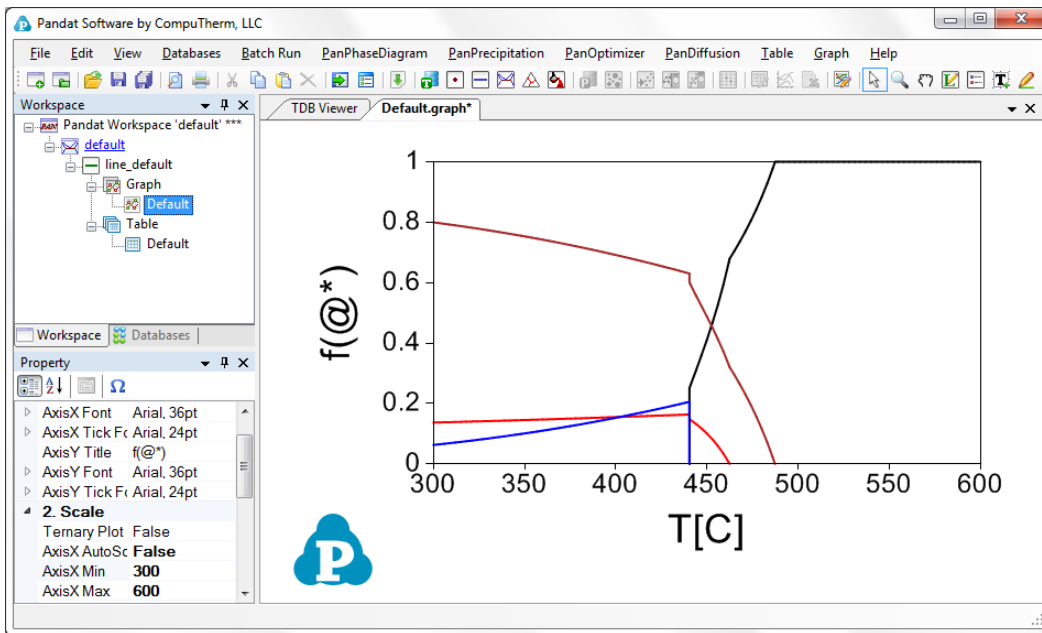 Pandat Software by CompuTherm, LLC
File Edit View Databases Batch Run PanPhaseDiagram PanPrecipitation PanOptimizer PanDiffusion Table Graph Help
Workspace
TDB Viewer Default.graph*
Pandat Workspace 'default' ***
default
line_default
Graph
Default
Table
Default
Workspace Databases
Property
AxisX Font Arial, 36pt
AxisX Tick Fo Arial, 24pt
AxisY Title f(@*)
AxisY Font Arial, 36pt
AxisY Tick Fo Arial, 24pt
2. Scale
Ternary Plot False
AxisX AutoSc False
AxisX Min 300
AxisX Max 600
1
0.8
0.6
0.4
0.2
0
f(@*)
300 350 400 450 500 550 600
T[C]
P